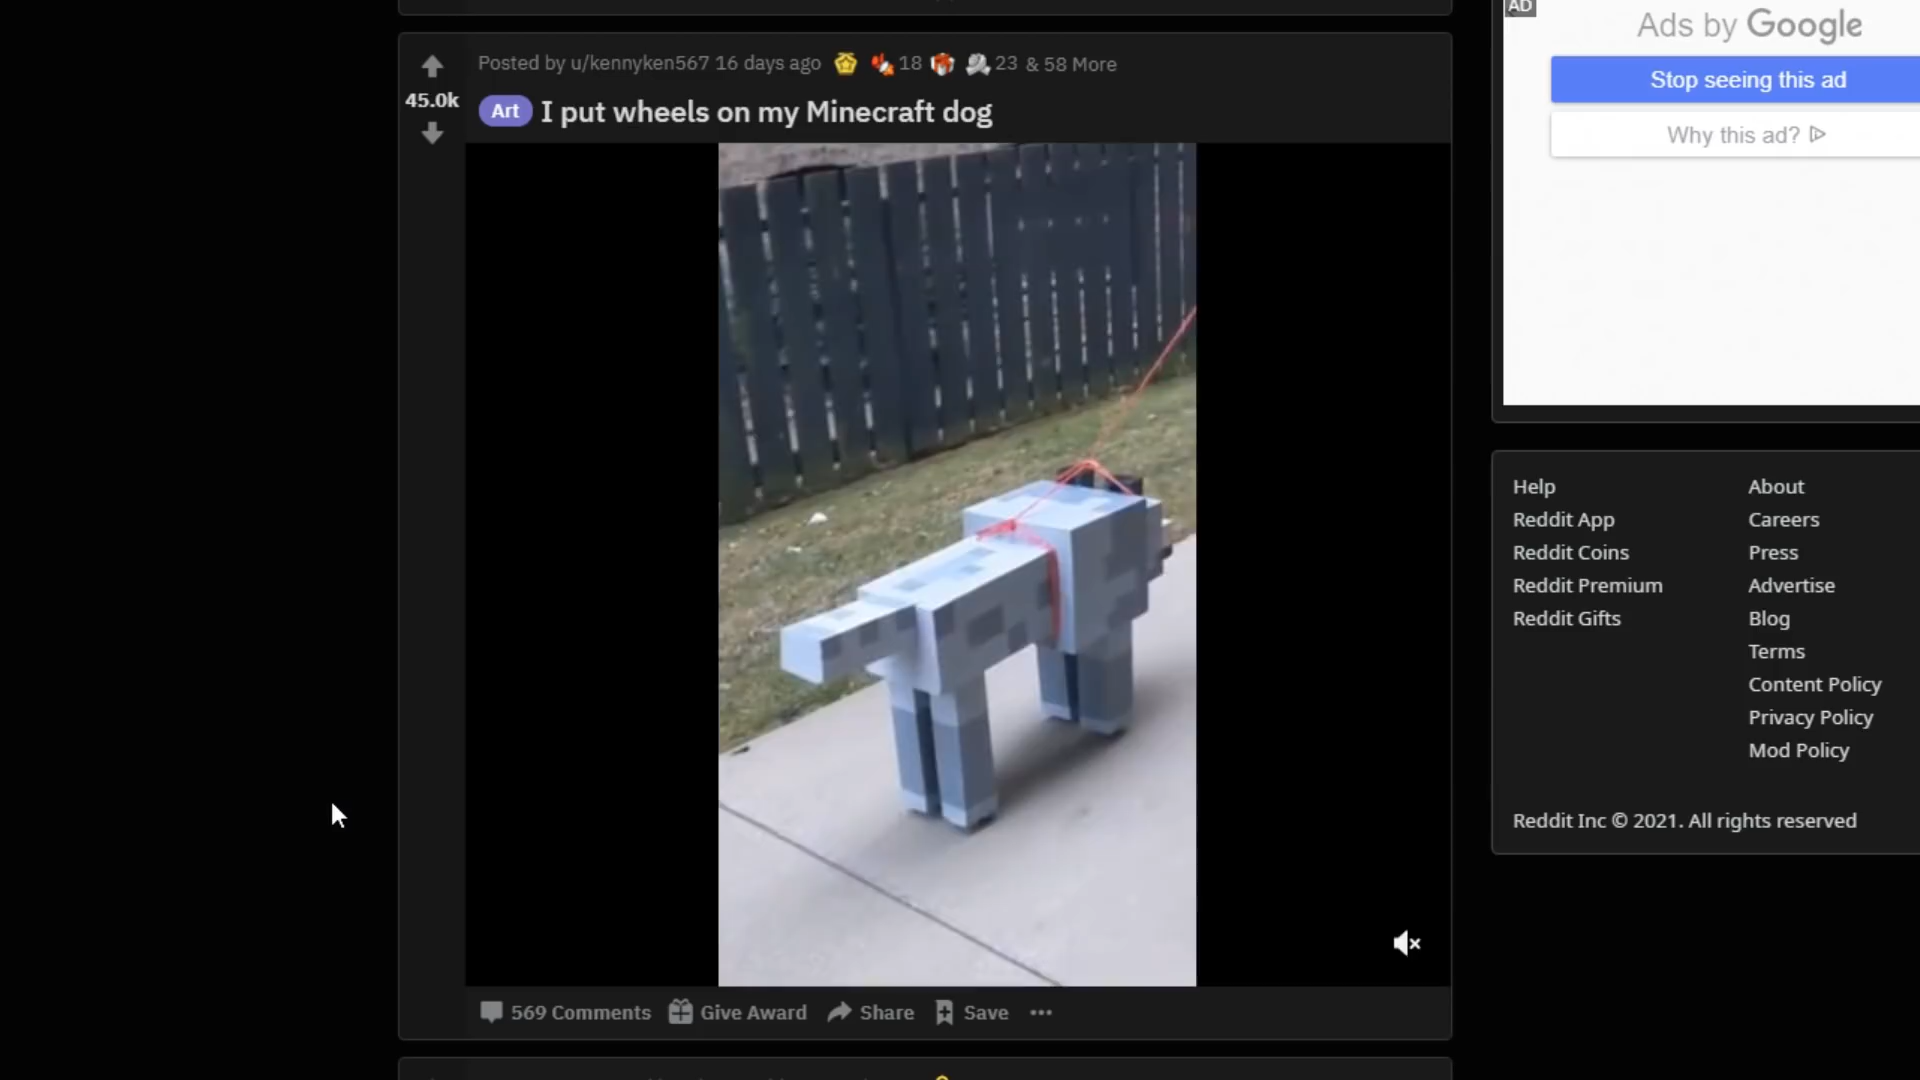 Posted by u/kennyken567 16 days ago 18 23 & 58 More
45.0k
Art I put wheels on my Minecraft dog
569 Comments Give Award Share Save
AD
Ads by Google
Stop seeing this ad
Why this ad?
Help
Reddit App
Reddit Coins
Reddit Premium
Reddit Gifts
About
Careers
Press
Advertise
Blog
Terms
Content Policy
Privacy Policy
Mod Policy
Reddit Inc © 2021. All rights reserved